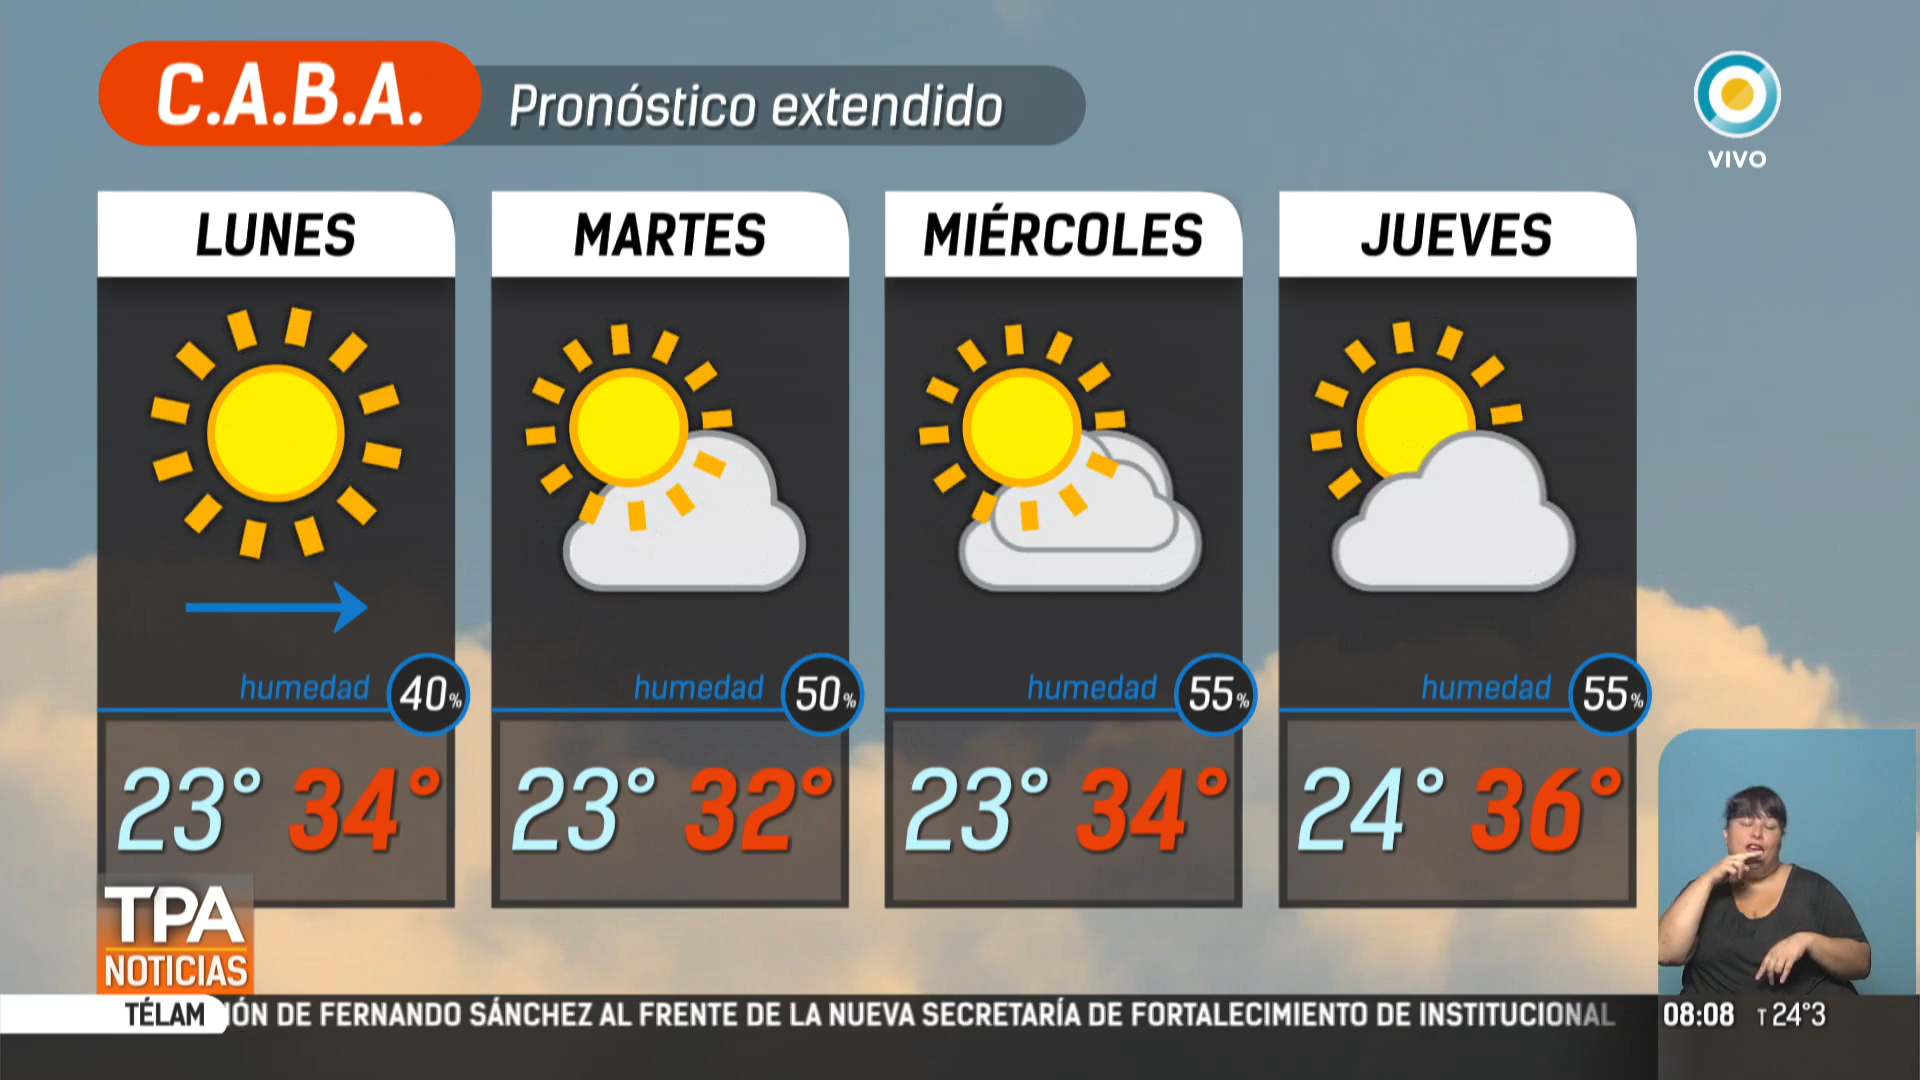 C.A.B.A.
Pronóstico extendido
VIVO
LUNES
MARTES
MIÉRCOLES
JUEVES
humedad 40%
humedad 50%
humedad 55%
humedad 55%
23° 34°
23° 32°
23° 34°
24° 36°
TPA
NOTICIAS
TÉLAM
IÓN DE FERNANDO SÁNCHEZ AL FRENTE DE LA NUEVA SECRETARÍA DE FORTALECIMIENTO DE INSTITUCIONAL
08:08 T 24°3